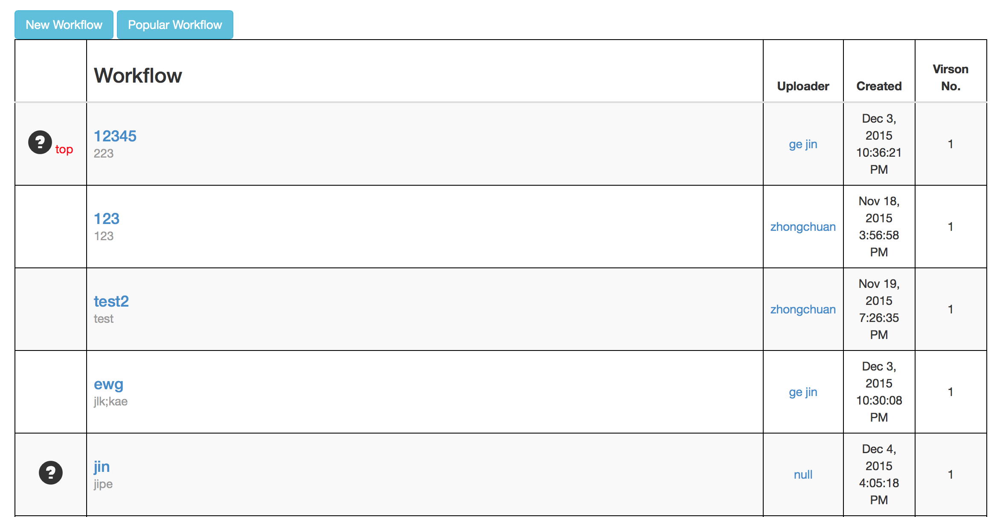 New Workflow Popular Workflow
Workflow Uploader Created Virson
No.
? top
12345
223
ge jin
Dec 3,
2015
10:36:21
PM
1
123
123
zhongchuan
Nov 18,
2015
3:56:58
PM
1
test2
test
zhongchuan
Nov 19,
2015
7:26:35
PM
1
ewg
jlk;kae
ge jin
Dec 3,
2015
10:30:08
PM
1
?
jin
jipe
null
Dec 4,
2015
4:05:18
PM
1